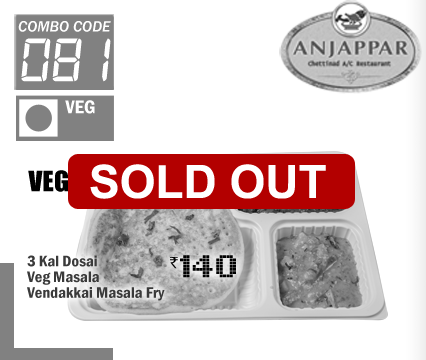 COMBO CODE
081
VEG
ANJAPPAR
Chettinad A/C Restaurant
VEG
SOLD OUT
3 Kal Dosai
Veg Masala
Vendakkai Masala Fry
₹140